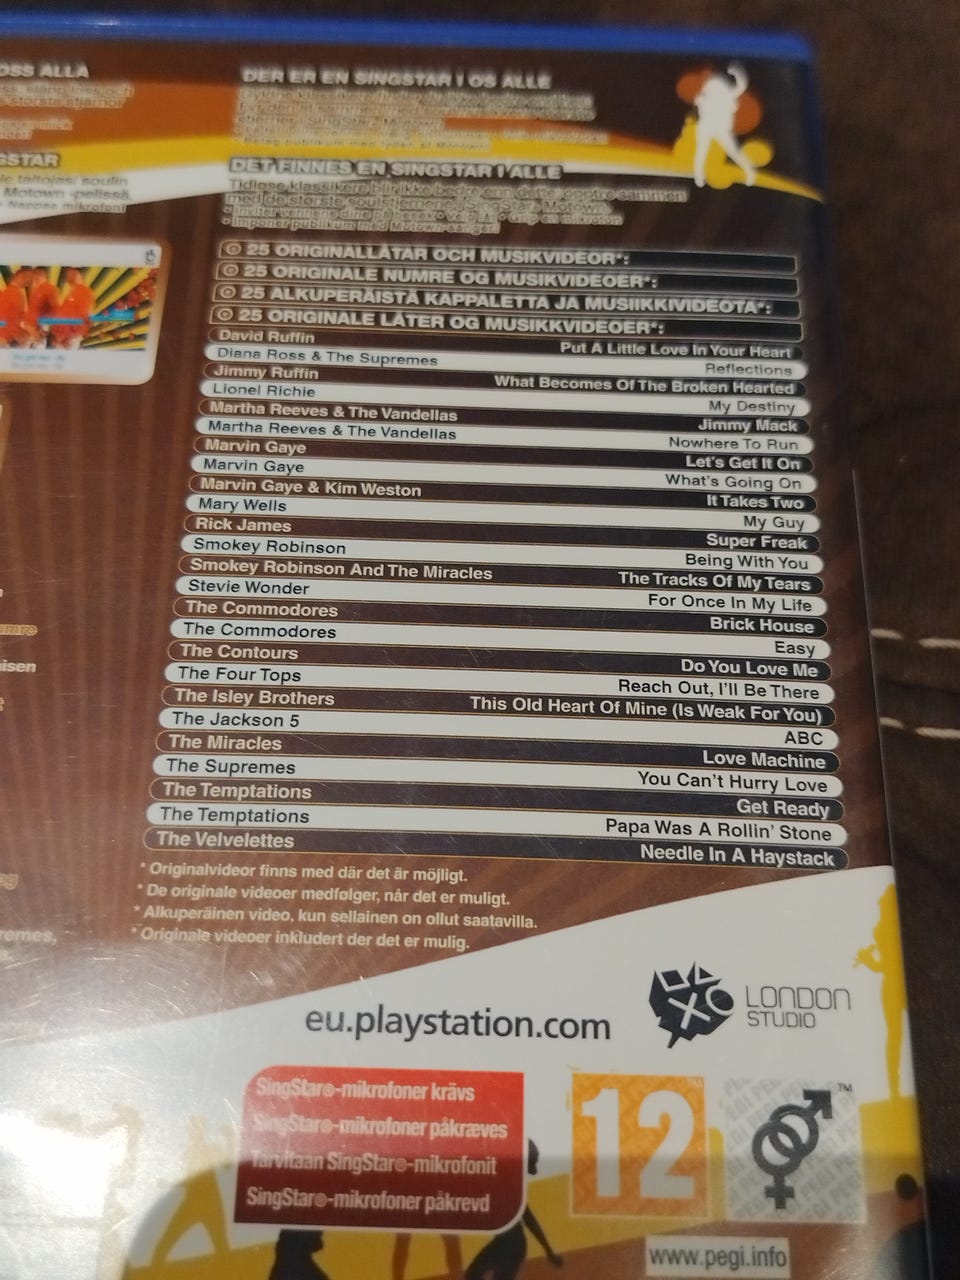 OSS ALLA
GSTAR
Motown -pelissä.
DER ER EN SINGSTAR I OS ALLE
DET FINNES EN SINGSTAR I ALLE
25 ORIGINALLÅTAR OCH MUSIKVIDEOR*:
25 ORIGINALE NUMRE OG MUSIKVIDEOER*:
25 ALKUPERÄISTÄ KAPPALETTA JA MUSIIKKIVIDEOTA*:
25 ORIGINALE LÅTER OG MUSIKKVIDEOER*:
David Ruffin Put A Little Love In Your Heart
Diana Ross & The Supremes Reflections
Jimmy Ruffin What Becomes Of The Broken Hearted
Lionel Richie My Destiny
Martha Reeves & The Vandellas Jimmy Mack
Martha Reeves & The Vandellas Nowhere To Run
Marvin Gaye Let's Get It On
Marvin Gaye What's Going On
Marvin Gaye & Kim Weston It Takes Two
Mary Wells My Guy
Rick James Super Freak
Smokey Robinson Being With You
Smokey Robinson And The Miracles The Tracks Of My Tears
Stevie Wonder For Once In My Life
The Commodores Brick House
The Commodores Easy
The Contours Do You Love Me
The Four Tops Reach Out, I'll Be There
The Isley Brothers This Old Heart Of Mine (Is Weak For You)
The Jackson 5 ABC
The Miracles Love Machine
The Supremes You Can't Hurry Love
The Temptations Get Ready
The Temptations Papa Was A Rollin' Stone
The Velvelettes Needle In A Haystack
* Originalvideor finns med där det är möjligt.
* De originale videoer medfølger, når det er muligt.
* Alkuperäinen video, kun sellainen on ollut saatavilla.
* Originale videoer inkludert der det er mulig.
eu.playstation.com
LONDON
STUDIO
SingStar®-mikrofoner krävs
SingStar®-mikrofoner påkræves
Tarvitaan SingStar®-mikrofonit
SingStar®-mikrofoner påkrevd
12
www.pegi.info